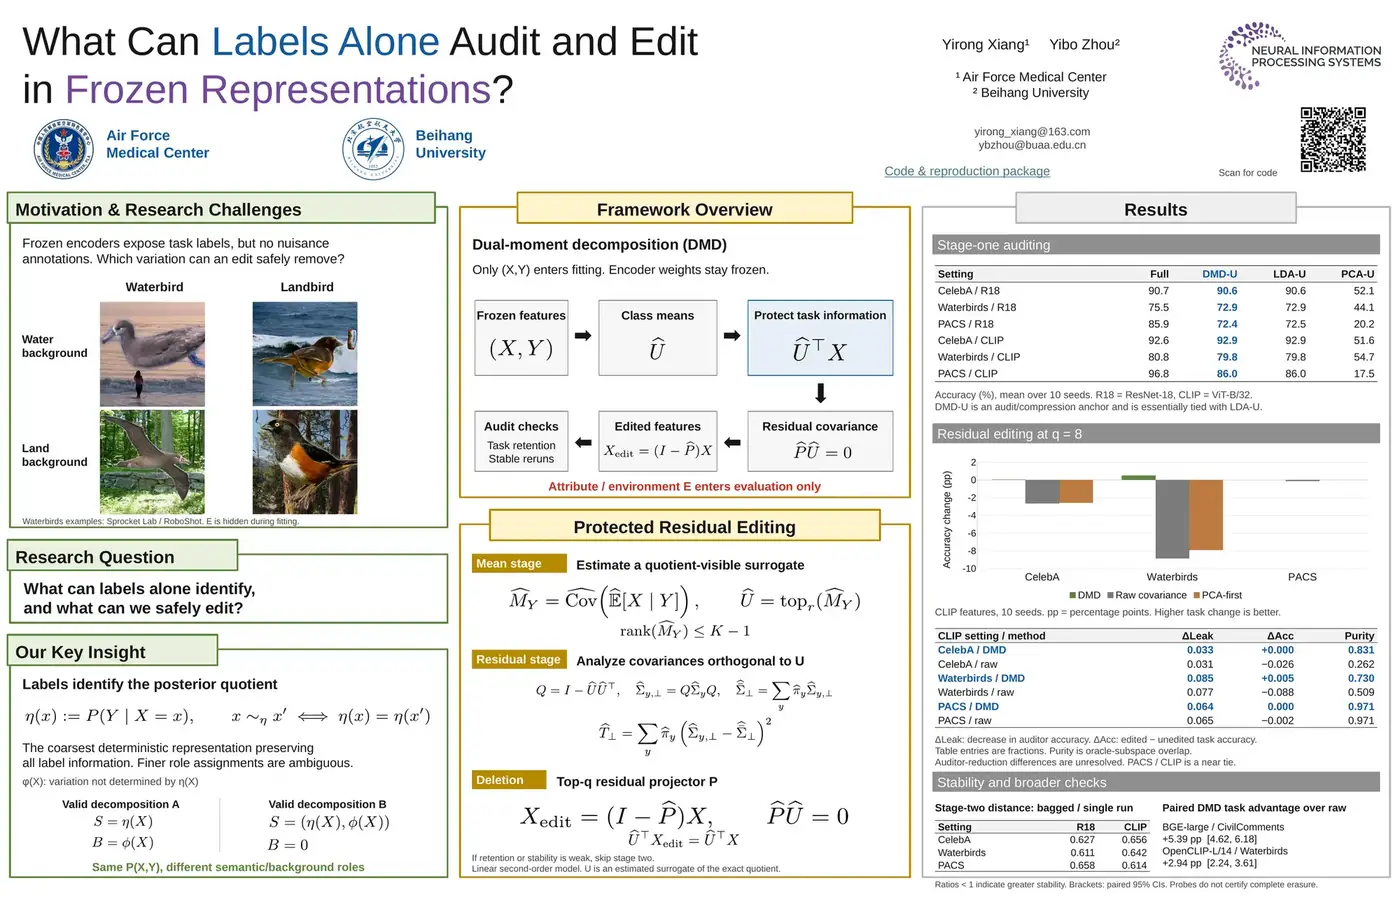 What Can Labels Alone Audit and Edit
in Frozen Representations?
Air Force
Medical Center
Beihang
University
Yirong Xiang¹ Yibo Zhou²
¹ Air Force Medical Center
² Beihang University
yirong_xiang@163.com
ybzhou@buaa.edu.cn
Code & reproduction package
NEURAL INFORMATION
PROCESSING SYSTEMS
Scan for code
Motivation & Research Challenges
Frozen encoders expose task labels, but no nuisance
annotations. Which variation can an edit safely remove?
Waterbird Landbird
Water
background
Land
background
Waterbirds examples: Sprocket Lab / RoboShot. E is hidden during fitting.
Research Question
What can labels alone identify,
and what can we safely edit?
Our Key Insight
Labels identify the posterior quotient
η(x) := P(Y | X = x), x ∼η x′ ⟺ η(x) = η(x′)
The coarsest deterministic representation preserving
all label information. Finer role assignments are ambiguous.
φ(X): variation not determined by η(X)
Valid decomposition A Valid decomposition B
S = η(X) S = (η(X), ϕ(X))
B = ϕ(X) B = 0
Same P(X,Y), different semantic/background roles
Framework Overview
Dual-moment decomposition (DMD)
Only (X,Y) enters fitting. Encoder weights stay frozen.
Frozen features Class means Protect task information
(X, Y) Û Û⊤X
Audit checks Edited features Residual covariance
Task retention
Stable reruns
X_edit = (I − P̂)X
P̂Û = 0
Attribute / environment E enters evaluation only
Protected Residual Editing
Mean stage Estimate a quotient-visible surrogate
M̂_Y = Ĉov(Ê[X | Y]), Û = top_r(M̂_Y)
rank(M̂_Y) ≤ K − 1
Residual stage Analyze covariances orthogonal to U
Q = I − ÛÛ⊤, Σ̂_{y,⊥} = QΣ̂_yQ, Σ̄̂_⊥ = ∑_y π̂_yΣ̂_{y,⊥}
T̂_⊥ = ∑_y π̂_y (Σ̂_{y,⊥} − Σ̄̂_⊥)²
Deletion Top-q residual projector P
X_edit = (I − P̂)X, P̂Û = 0
Û⊤X_edit = Û⊤X
If retention or stability is weak, skip stage two.
Linear second-order model. U is an estimated surrogate of the exact quotient.
Results
Stage-one auditing
Setting Full DMD-U LDA-U PCA-U
CelebA / R18 90.7 90.6 90.6 52.1
Waterbirds / R18 75.5 72.9 72.9 44.1
PACS / R18 85.9 72.4 72.5 20.2
CelebA / CLIP 92.6 92.9 92.9 51.6
Waterbirds / CLIP 80.8 79.8 79.8 54.7
PACS / CLIP 96.8 86.0 86.0 17.5
Accuracy (%), mean over 10 seeds. R18 = ResNet-18, CLIP = ViT-B/32.
DMD-U is an audit/compression anchor and is essentially tied with LDA-U.
Residual editing at q = 8
Accuracy change (pp)
2
0
-2
-4
-6
-8
-10
CelebA Waterbirds PACS
DMD Raw covariance PCA-first
CLIP features, 10 seeds. pp = percentage points. Higher task change is better.
CLIP setting / method ΔLeak ΔAcc Purity
CelebA / DMD 0.033 +0.000 0.831
CelebA / raw 0.031 −0.026 0.262
Waterbirds / DMD 0.085 +0.005 0.730
Waterbirds / raw 0.077 −0.088 0.509
PACS / DMD 0.064 0.000 0.971
PACS / raw 0.065 −0.002 0.971
ΔLeak: decrease in auditor accuracy. ΔAcc: edited − unedited task accuracy.
Table entries are fractions. Purity is oracle-subspace overlap.
Auditor-reduction differences are unresolved. PACS / CLIP is a near tie.
Stability and broader checks
Stage-two distance: bagged / single run
Setting R18 CLIP
CelebA 0.627 0.656
Waterbirds 0.611 0.642
PACS 0.658 0.614
Paired DMD task advantage over raw
BGE-large / CivilComments
+5.39 pp [4.62, 6.18]
OpenCLIP-L/14 / Waterbirds
+2.94 pp [2.24, 3.61]
Ratios < 1 indicate greater stability. Brackets: paired 95% CIs. Probes do not certify complete erasure.